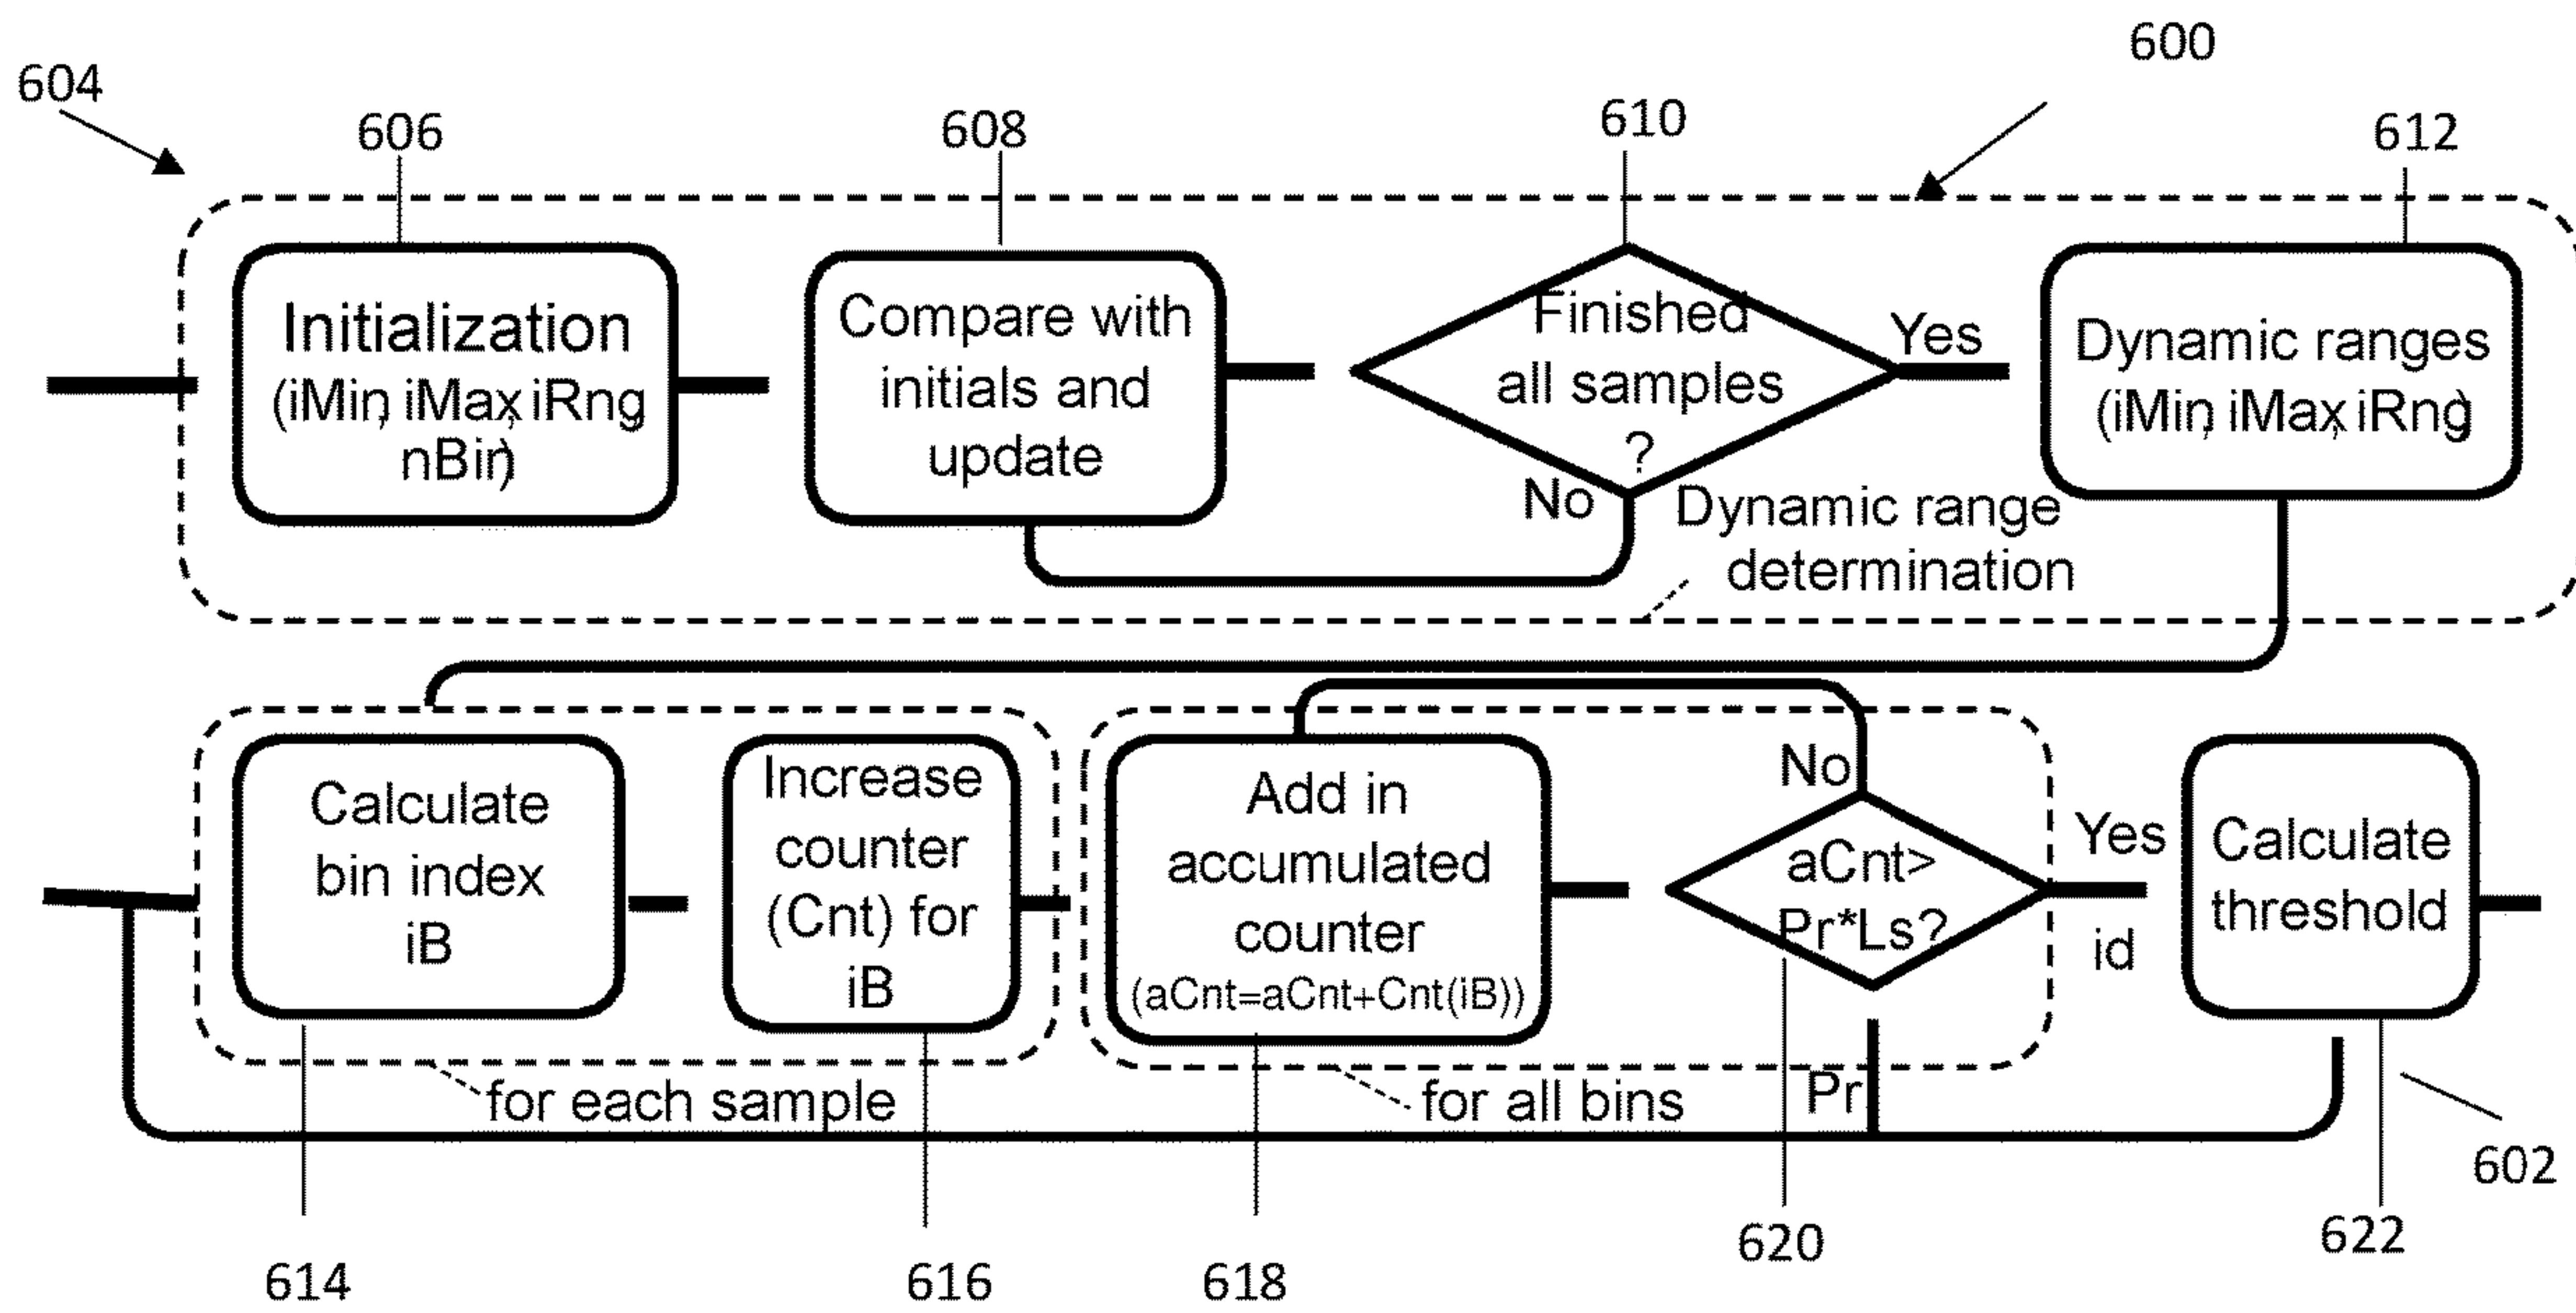 600
604
606
608
610
612
Initialization
(iMin, iMax, iRng,
nBin)
Compare with
initials and
update
Finished
all samples
?
Yes
No
Dynamic ranges
(iMin, iMax, iRng)
Dynamic range
determination
Calculate
bin index
iB
Increase
counter
(Cnt) for
iB
Add in
accumulated
counter
(aCnt=aCnt+Cnt(iB))
No
aCnt>
Pr*Ls?
Yes
id
Calculate
threshold
for each sample
for all bins
Pr
602
614
616
618
620
622